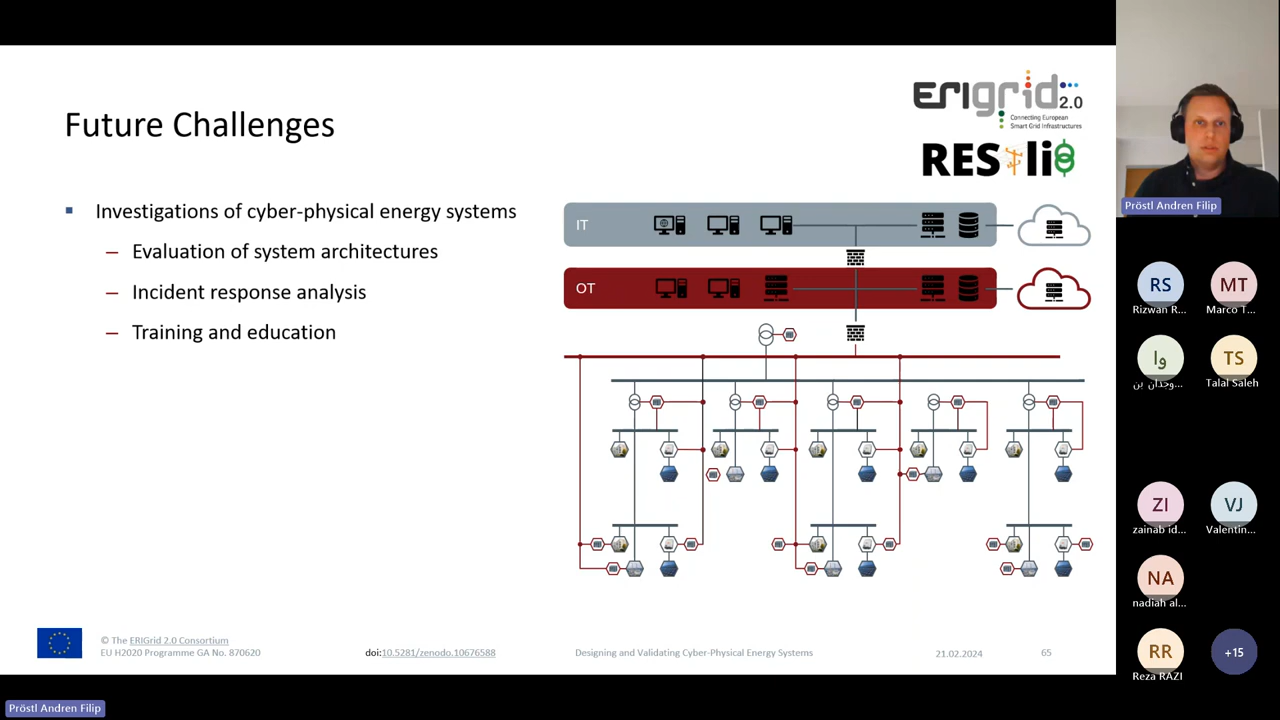 Future Challenges
ERIgrid 2.0
Connecting European
Smart Grid Infrastructures
RESili8
▪ Investigations of cyber-physical energy systems
– Evaluation of system architectures
– Incident response analysis
– Training and education
IT
OT
© The ERIGrid 2.0 Consortium
EU H2020 Programme GA No. 870620
doi:10.5281/zenodo.10676588
Designing and Validating Cyber-Physical Energy Systems
21.02.2024
65
Pröstl Andren Filip
RS
Rizwan R...
MT
Marco T...
وا
وجدان بن...
TS
Talal Saleh
ZI
zainab id...
VJ
Valentin...
NA
nadiah al...
RR
Reza RAZI
+15
Pröstl Andren Filip